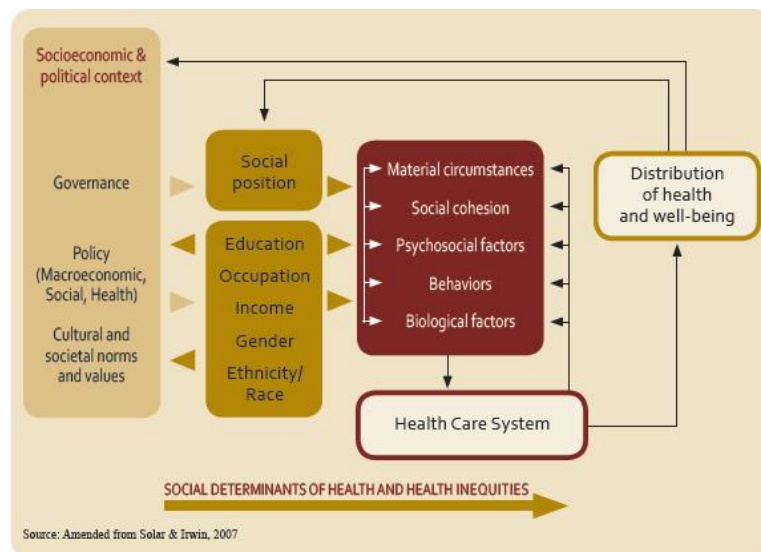 Socioeconomic &
political context
Governance
Policy
(Macroeconomic,
Social, Health)
Cultural and
societal norms
and values
Social
position
Education
Occupation
Income
Gender
Ethnicity/
Race
Material circumstances
Social cohesion
Psychosocial factors
Behaviors
Biological factors
Distribution
of health
and well-being
Health Care System
SOCIAL DETERMINANTS OF HEALTH AND HEALTH INEQUITIES
Source: Amended from Solar & Irwin, 2007